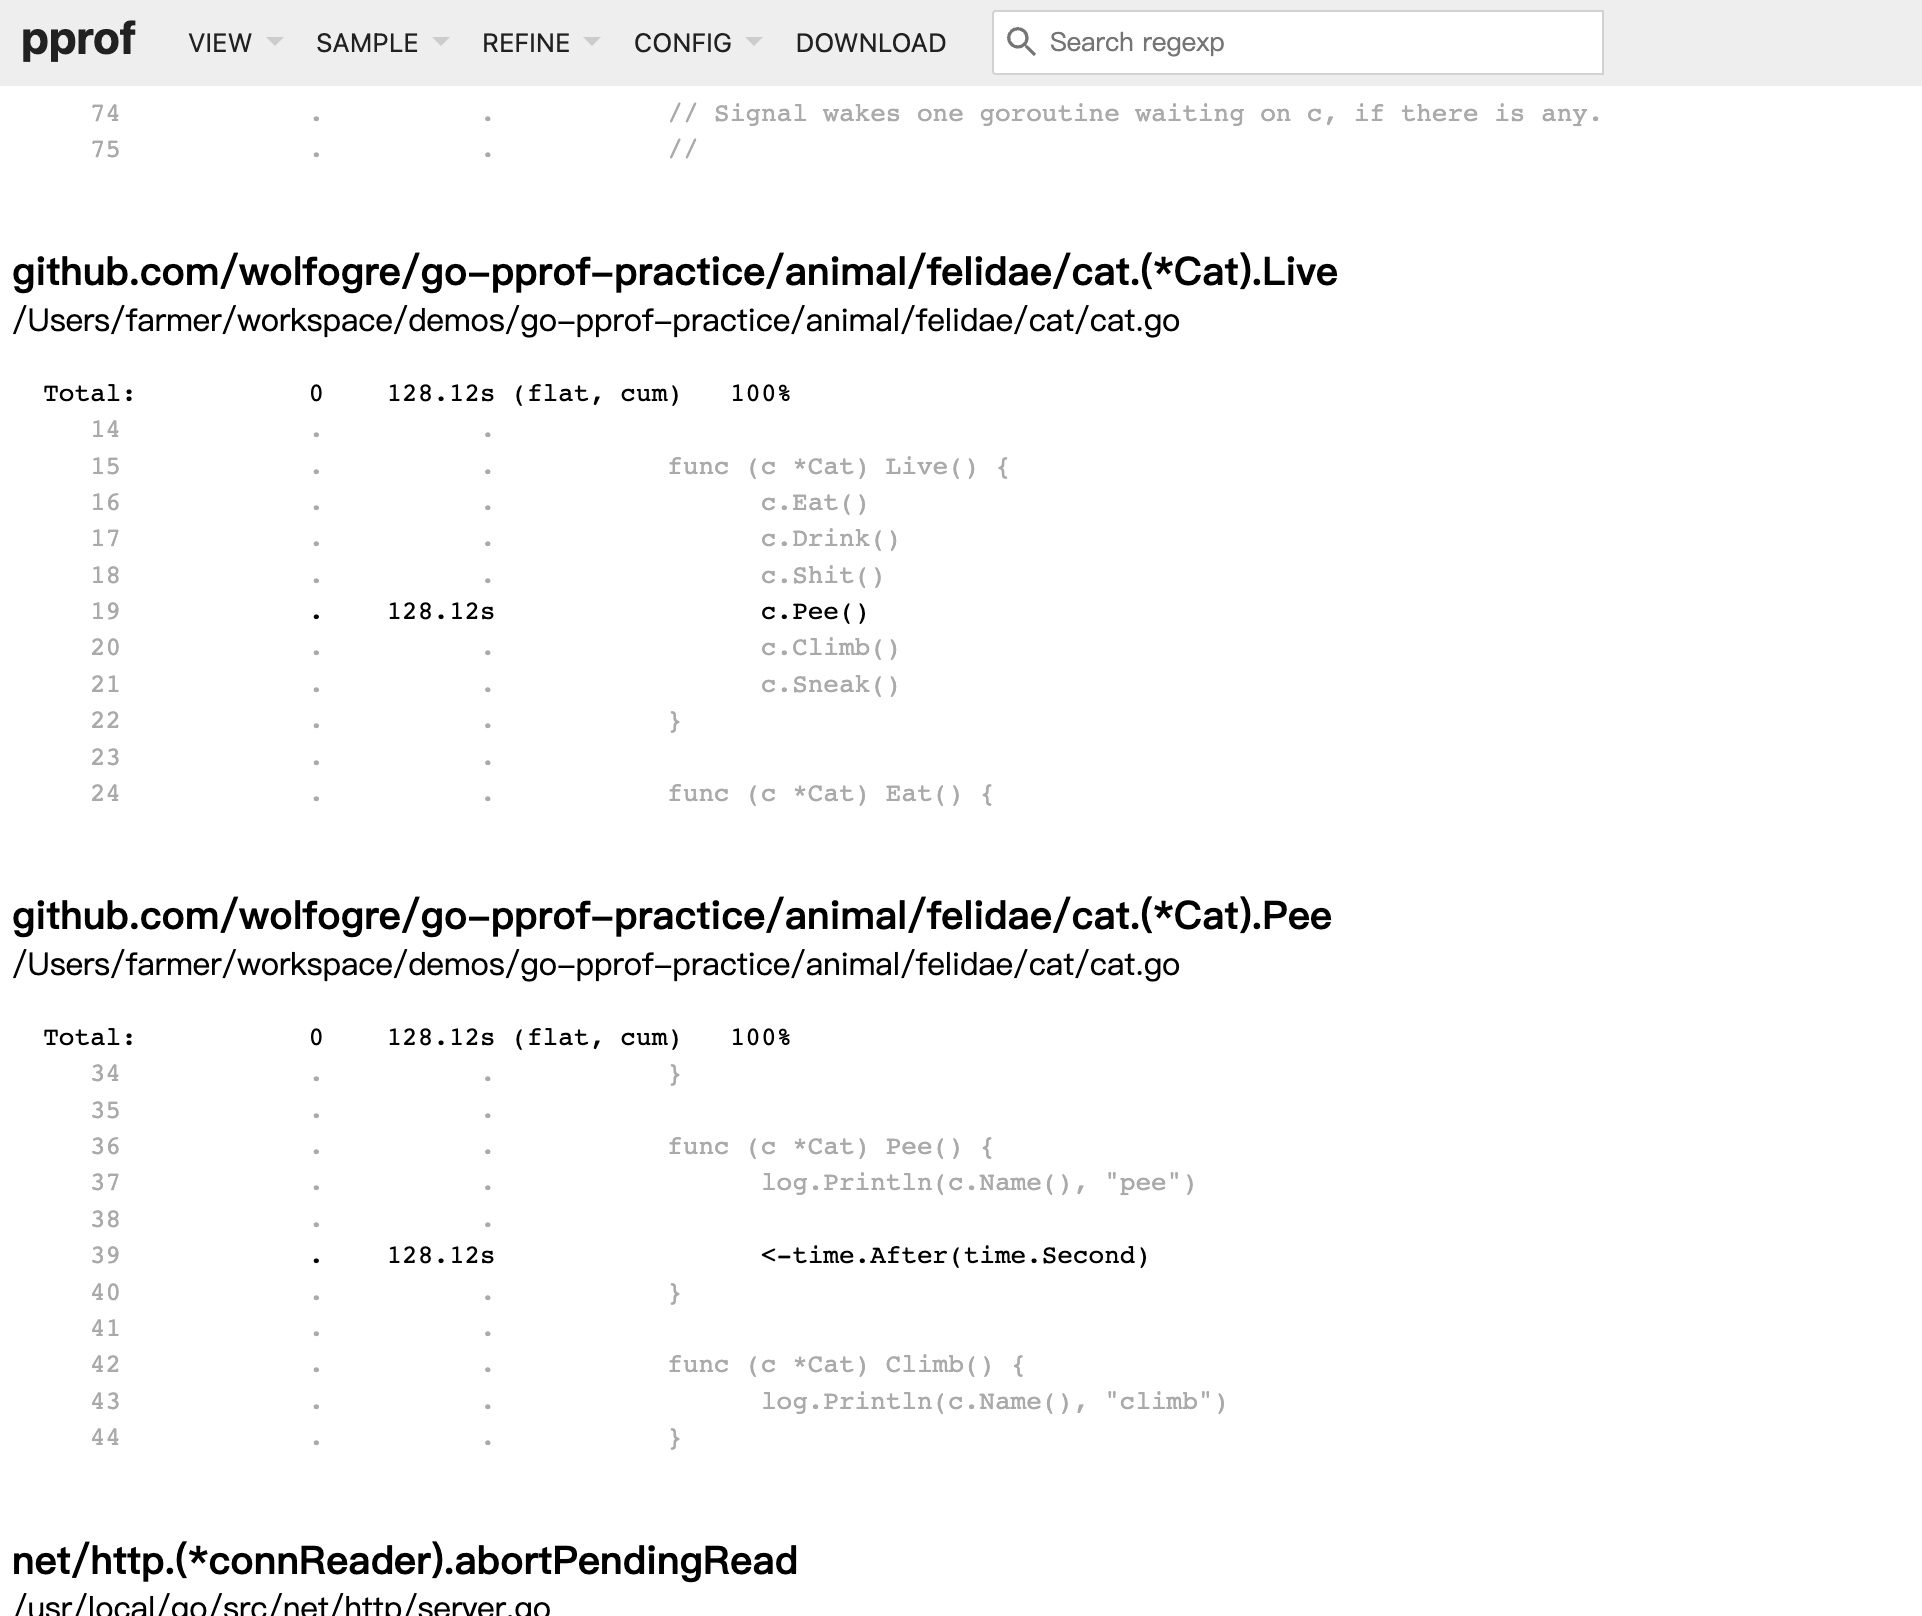 pprof VIEW SAMPLE REFINE CONFIG DOWNLOAD Search regexp
74 . . // Signal wakes one goroutine waiting on c, if there is any.
75 . . //
github.com/wolfogre/go-pprof-practice/animal/felidae/cat.(*Cat).Live
/Users/farmer/workspace/demos/go-pprof-practice/animal/felidae/cat/cat.go
Total: 0 128.12s (flat, cum) 100%
14 . .
15 . . func (c *Cat) Live() {
16 . . c.Eat()
17 . . c.Drink()
18 . . c.Shit()
19 . 128.12s c.Pee()
20 . . c.Climb()
21 . . c.Sneak()
22 . . }
23 . .
24 . . func (c *Cat) Eat() {
github.com/wolfogre/go-pprof-practice/animal/felidae/cat.(*Cat).Pee
/Users/farmer/workspace/demos/go-pprof-practice/animal/felidae/cat/cat.go
Total: 0 128.12s (flat, cum) 100%
34 . . }
35 . .
36 . . func (c *Cat) Pee() {
37 . . log.Println(c.Name(), "pee")
38 . .
39 . 128.12s <-time.After(time.Second)
40 . . }
41 . .
42 . . func (c *Cat) Climb() {
43 . . log.Println(c.Name(), "climb")
44 . . }
net/http.(*connReader).abortPendingRead
/usr/local/go/src/net/http/server.go